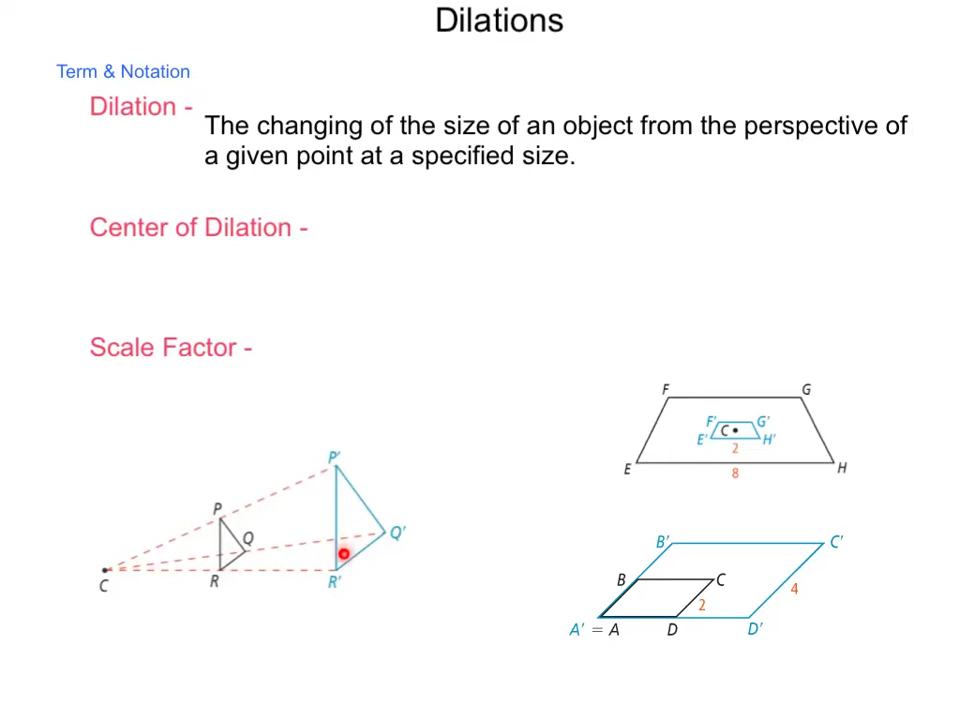 Dilations
Term & Notation
Dilation -
The changing of the size of an object from the perspective of
a given point at a specified size.
Center of Dilation -
Scale Factor -
F G
F' G'
C
E' H'
2
E H
8
P'
P
Q Q'
C R R'
B' C'
B C
4
2
A' = A D D'